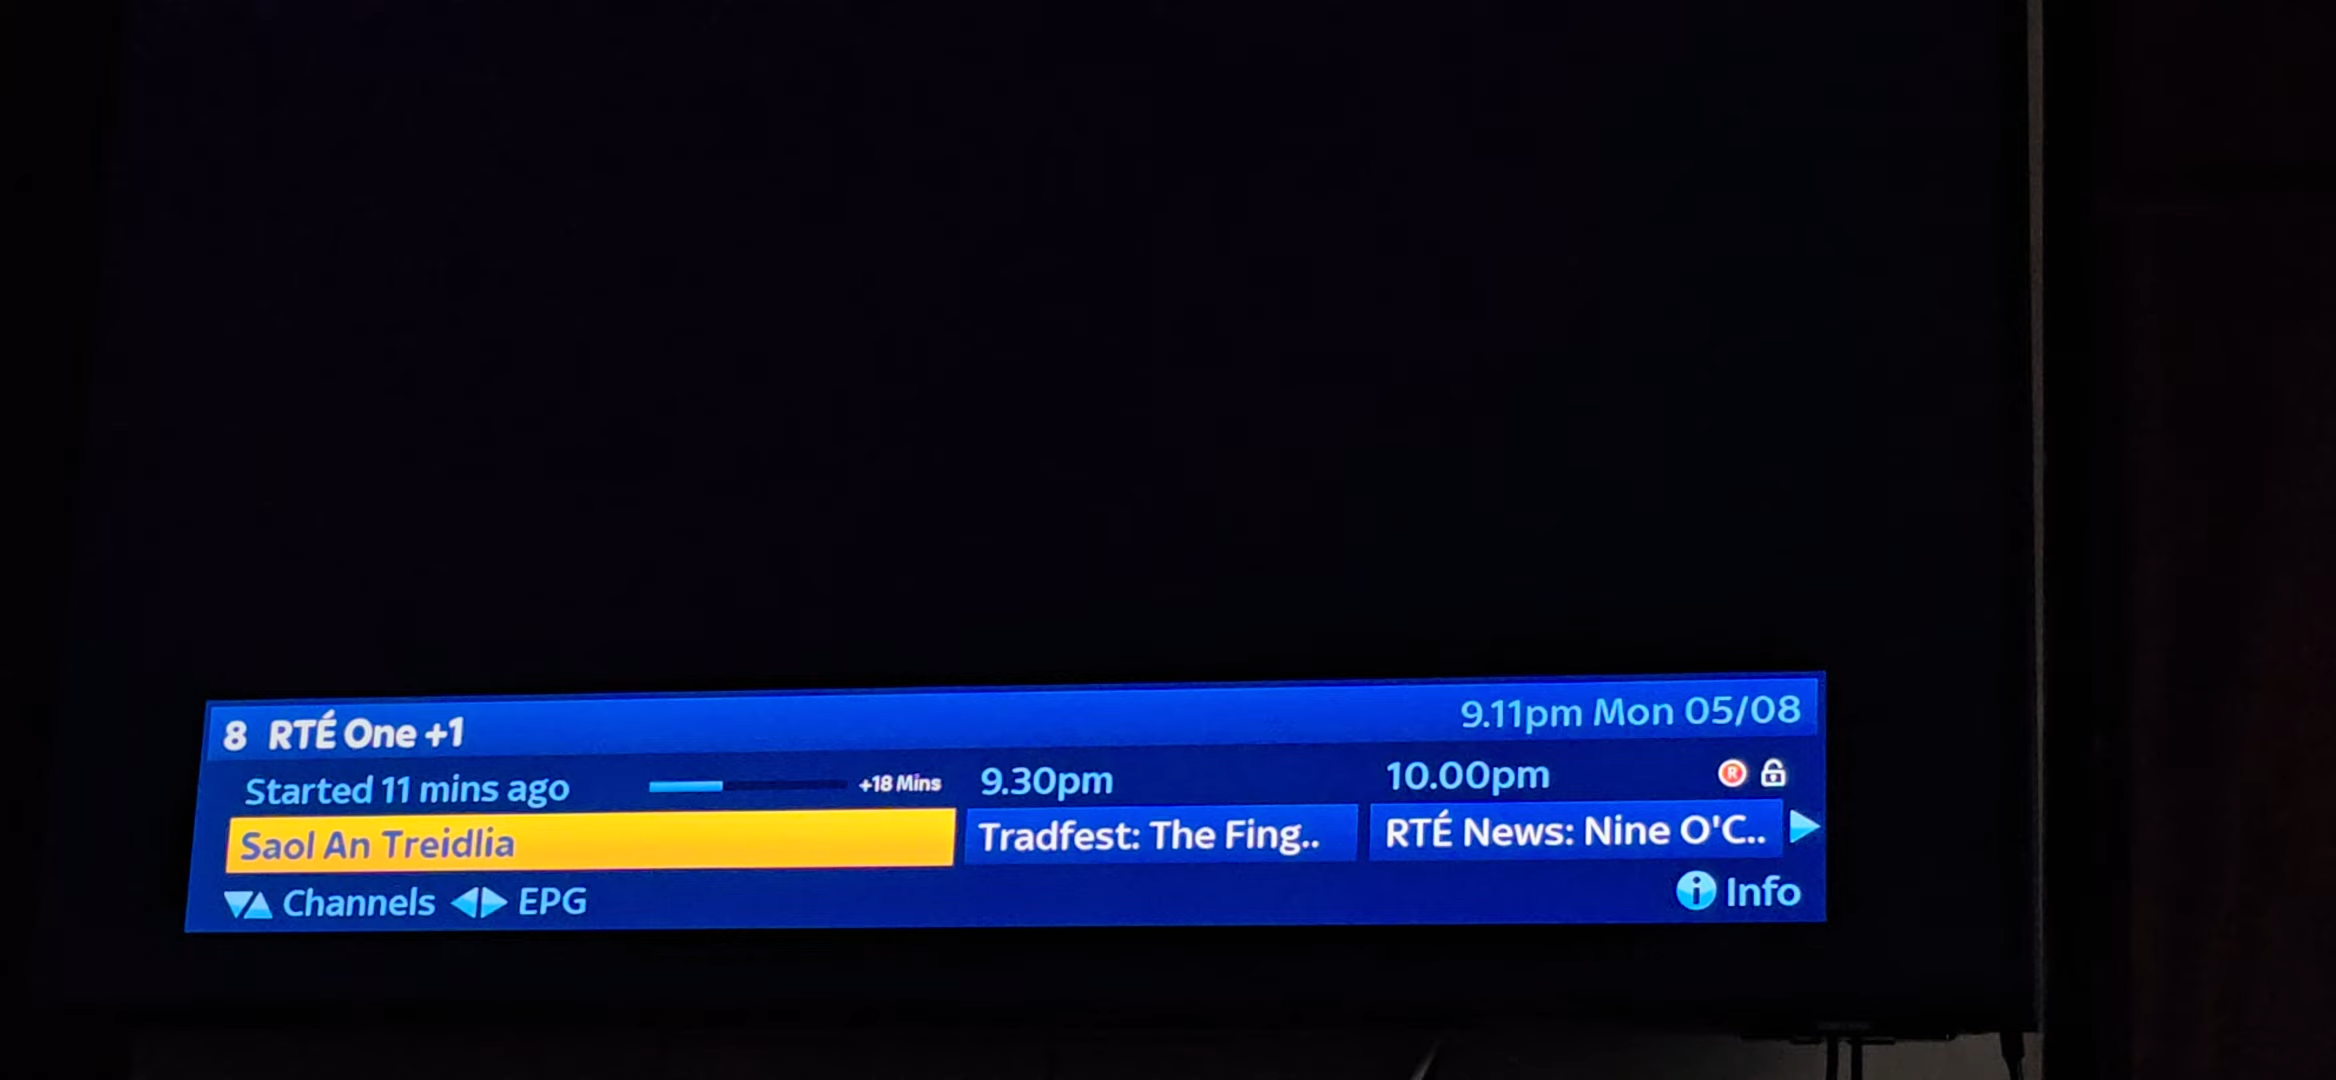 8 RTÉ One +1
9.11pm Mon 05/08
Started 11 mins ago
+18 Mins
9.30pm
10.00pm
R
Saol An Treidlia
Tradfest: The Fing..
RTÉ News: Nine O'C..
Channels
EPG
i Info